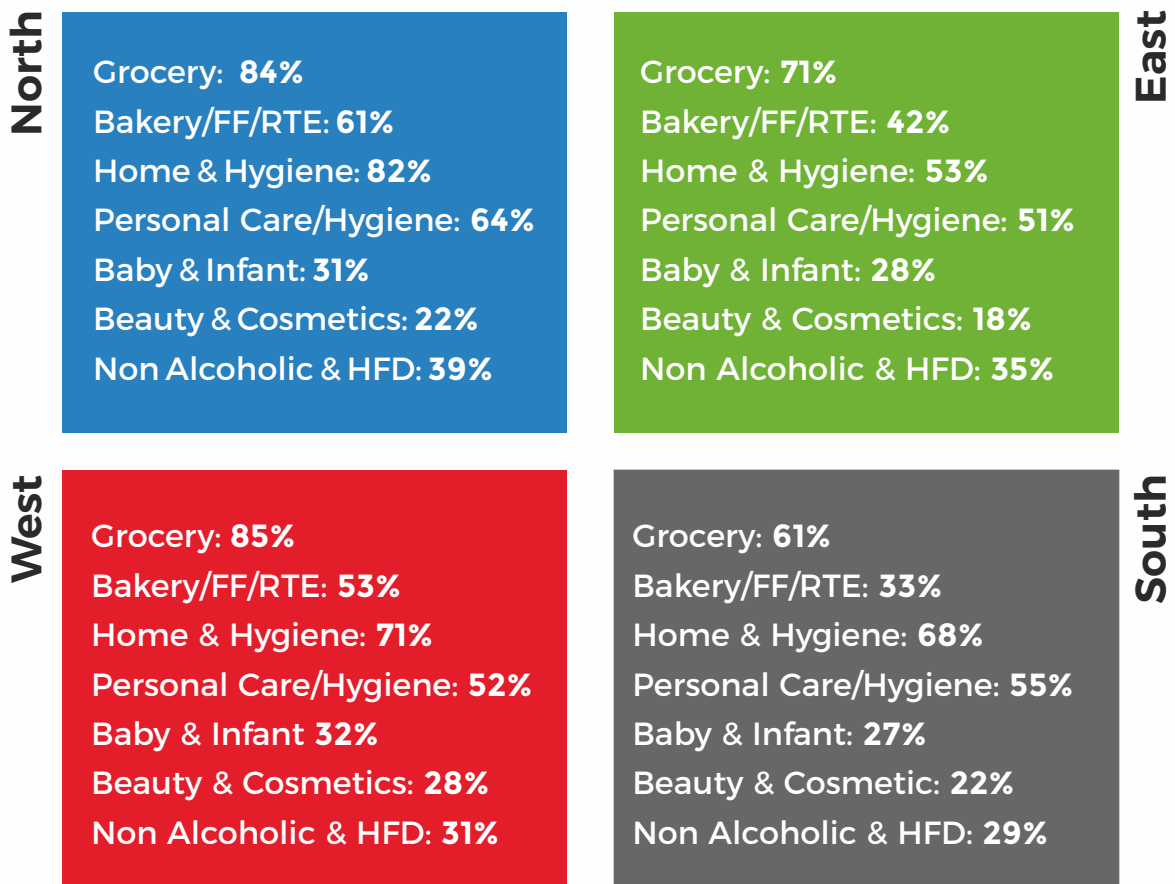 North
Grocery: 84%
Bakery/FF/RTE: 61%
Home & Hygiene: 82%
Personal Care/Hygiene: 64%
Baby & Infant: 31%
Beauty & Cosmetics: 22%
Non Alcoholic & HFD: 39%
East
Grocery: 71%
Bakery/FF/RTE: 42%
Home & Hygiene: 53%
Personal Care/Hygiene: 51%
Baby & Infant: 28%
Beauty & Cosmetics: 18%
Non Alcoholic & HFD: 35%
West
Grocery: 85%
Bakery/FF/RTE: 53%
Home & Hygiene: 71%
Personal Care/Hygiene: 52%
Baby & Infant 32%
Beauty & Cosmetics: 28%
Non Alcoholic & HFD: 31%
South
Grocery: 61%
Bakery/FF/RTE: 33%
Home & Hygiene: 68%
Personal Care/Hygiene: 55%
Baby & Infant: 27%
Beauty & Cosmetic: 22%
Non Alcoholic & HFD: 29%